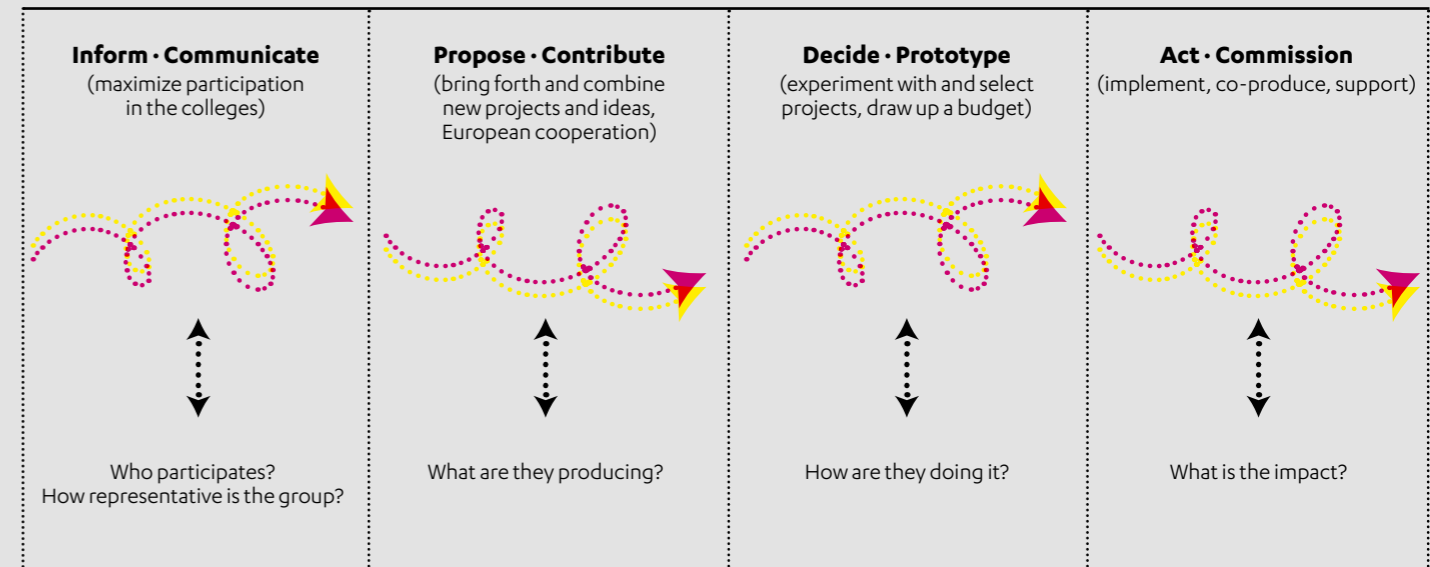 Inform · Communicate
(maximize participation
in the colleges)
Propose · Contribute
(bring forth and combine
new projects and ideas,
European cooperation)
Decide · Prototype
(experiment with and select
projects, draw up a budget)
Act · Commission
(implement, co-produce, support)
Who participates?
How representative is the group?
What are they producing?
How are they doing it?
What is the impact?